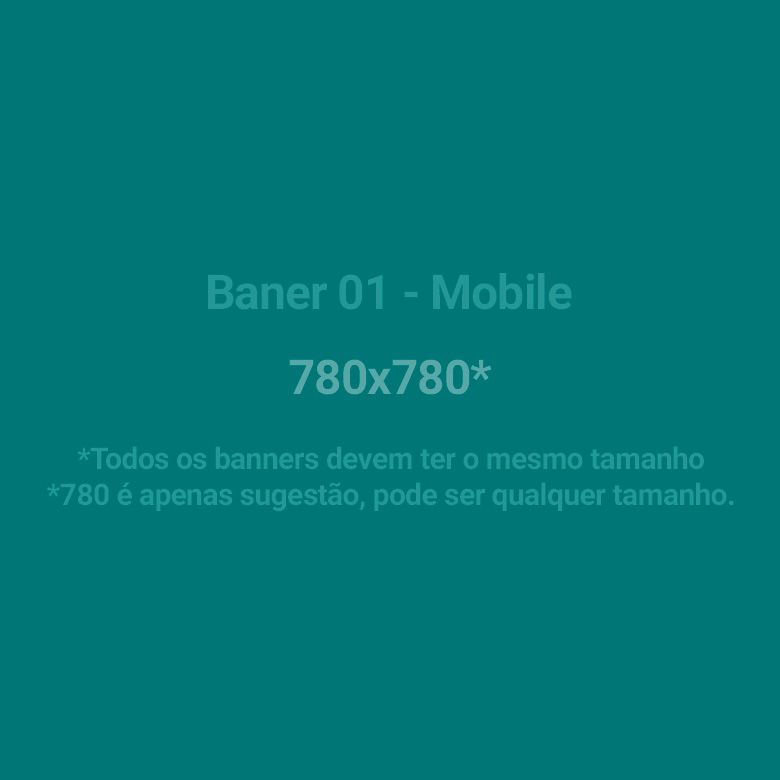 Baner 01 - Mobile
780x780*
*Todos os banners devem ter o mesmo tamanho
*780 é apenas sugestão, pode ser qualquer tamanho.